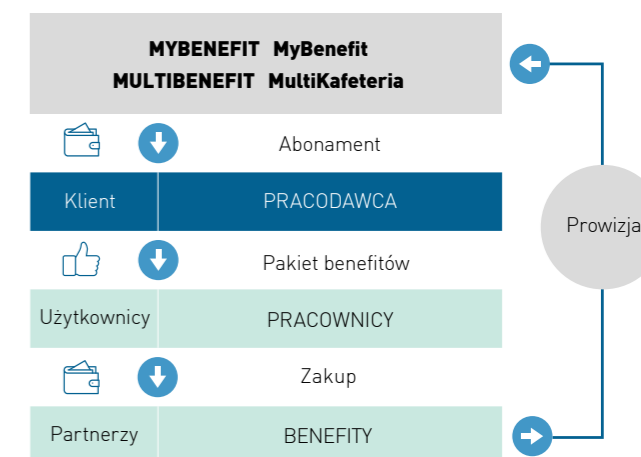 MYBENEFIT MyBenefit
MULTIBENEFIT MultiKafeteria
Abonament
Klient PRACODAWCA
Prowizja
Pakiet benefitów
Użytkownicy PRACOWNICY
Zakup
Partnerzy BENEFITY